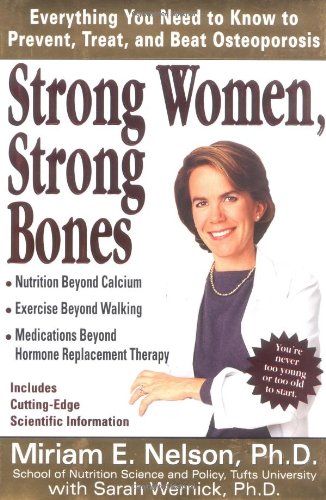 Everything You Need to Know to
Prevent, Treat, and Beat Osteoporosis
Strong Women,
Strong
Bones
• Nutrition Beyond Calcium
• Exercise Beyond Walking
• Medications Beyond
Hormone Replacement Therapy
Includes
Cutting-Edge
Scientific Information
You're
never too
young or
too old
to start.
Miriam E. Nelson, Ph.D.
School of Nutrition Science and Policy, Tufts University
with Sarah Wernick, Ph.D.